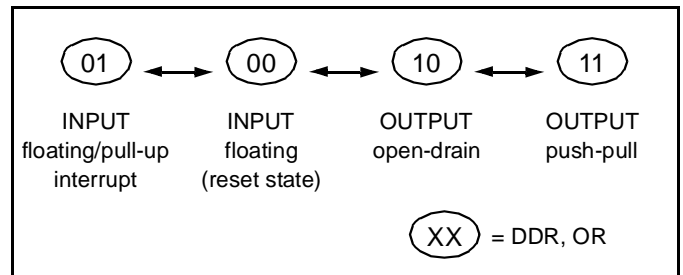 01 00 10 11
INPUT INPUT OUTPUT OUTPUT
floating/pull-up floating open-drain push-pull
interrupt (reset state)
XX = DDR, OR